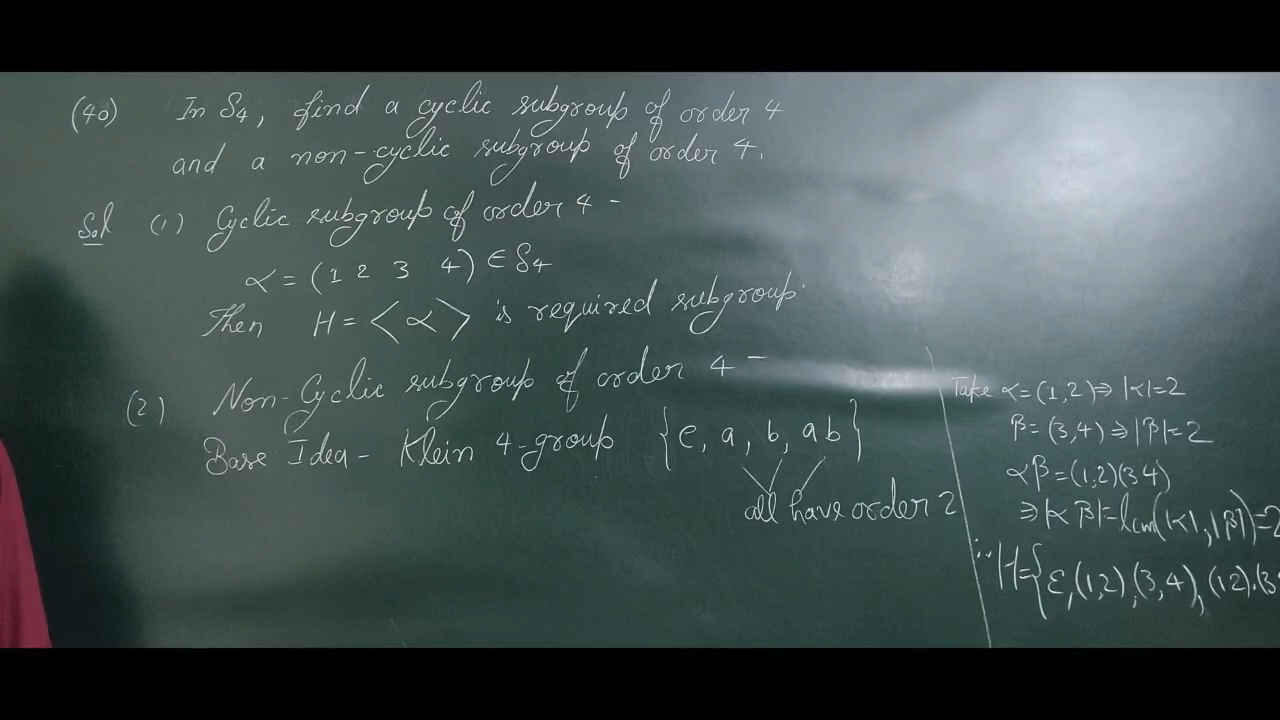 (40) In S4, find a cyclic subgroup of order 4
and a non-cyclic subgroup of order 4.
Sol (1) Cyclic subgroup of order 4 -
α = (1 2 3 4) ∈ S4
Then H = <α> is required subgroup.
(2) Non-Cyclic subgroup of order 4 -
Base Idea - Klein 4-group {e, a, b, ab}
all have order 2
Take α = (1,2) ⇒ |α|=2
β = (3,4) ⇒ |β|=2
αβ = (1,2)(3 4)
⇒ |αβ| = lcm(|α|, |β|) = 2
∴ H = {ε, (1,2), (3,4), (1 2).(3